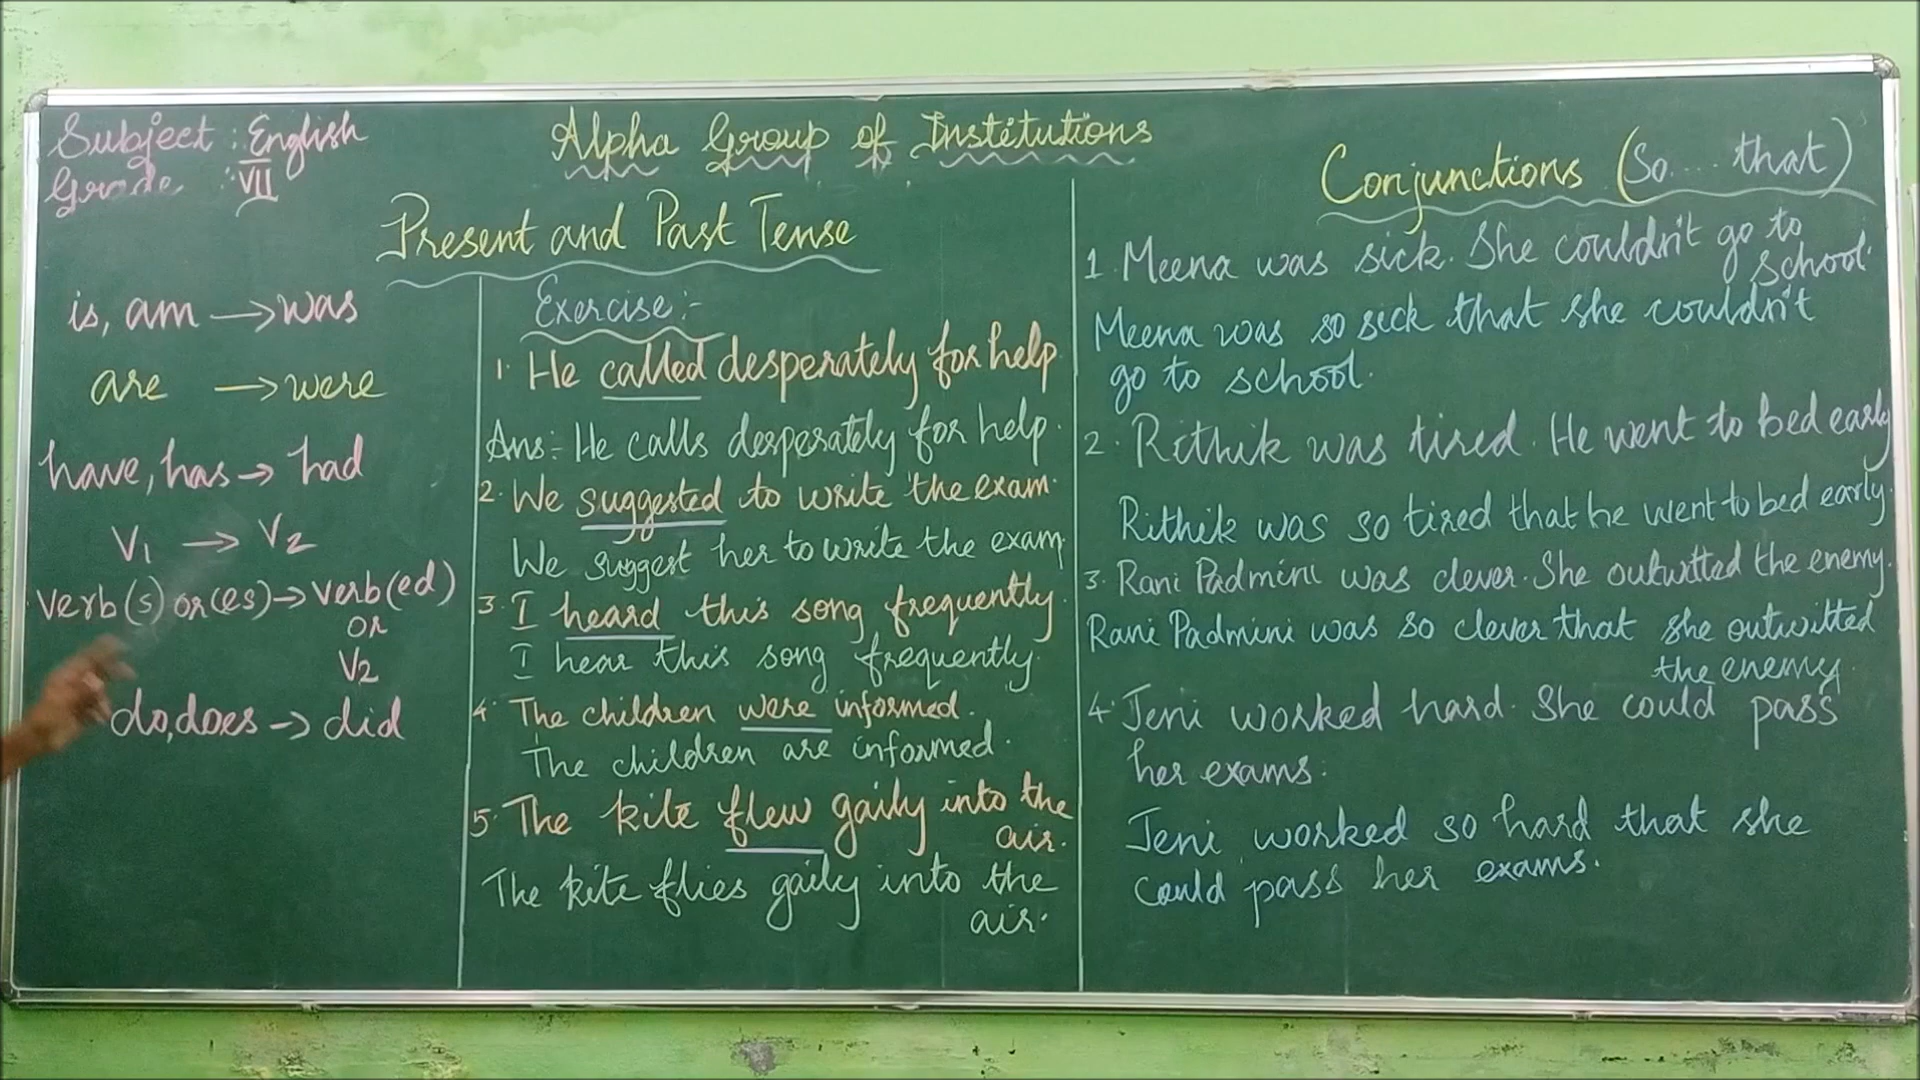 Subject : English
Grade : VII
Alpha Group of Institutions
Present and Past Tense
is, am → was
are → were
have, has → had
V1 → V2
Verb(s) or (es) → Verb(ed)
or
V2
do, does → did
Exercise:-
1. He called desperately for help
Ans:- He calls desperately for help.
2. We suggested to write the exam.
We suggest her to write the exam
3. I heard this song frequently.
I hear this song frequently.
4. The children were informed.
The children are informed.
5. The kite flew gaily into the
air.
The kite flies gaily into the
air.
Conjunctions (So.... that)
1. Meena was sick. She couldn't go to
school.
Meena was so sick that she couldn't
go to school.
2. Rithik was tired. He went to bed early
Rithik was so tired that he went to bed early.
3. Rani Padmini was clever. She outwitted the enemy.
Rani Padmini was so clever that she outwitted
the enemy.
4. Jeni worked hard. She could pass
her exams.
Jeni worked so hard that she
could pass her exams.